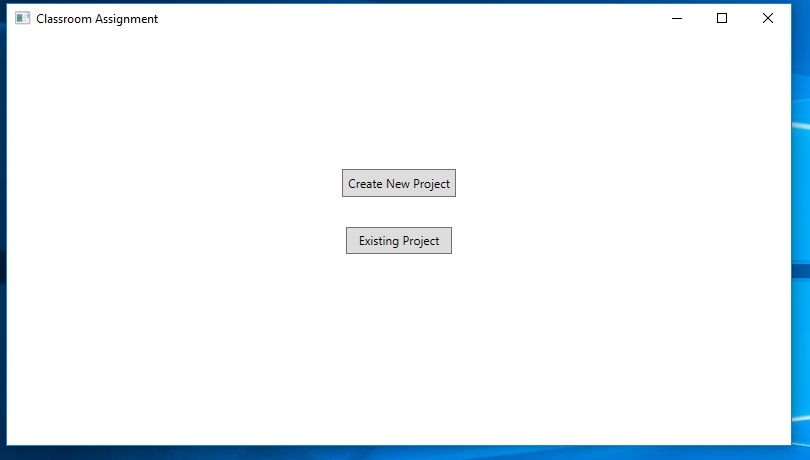 Classroom Assignment
Create New Project
Existing Project